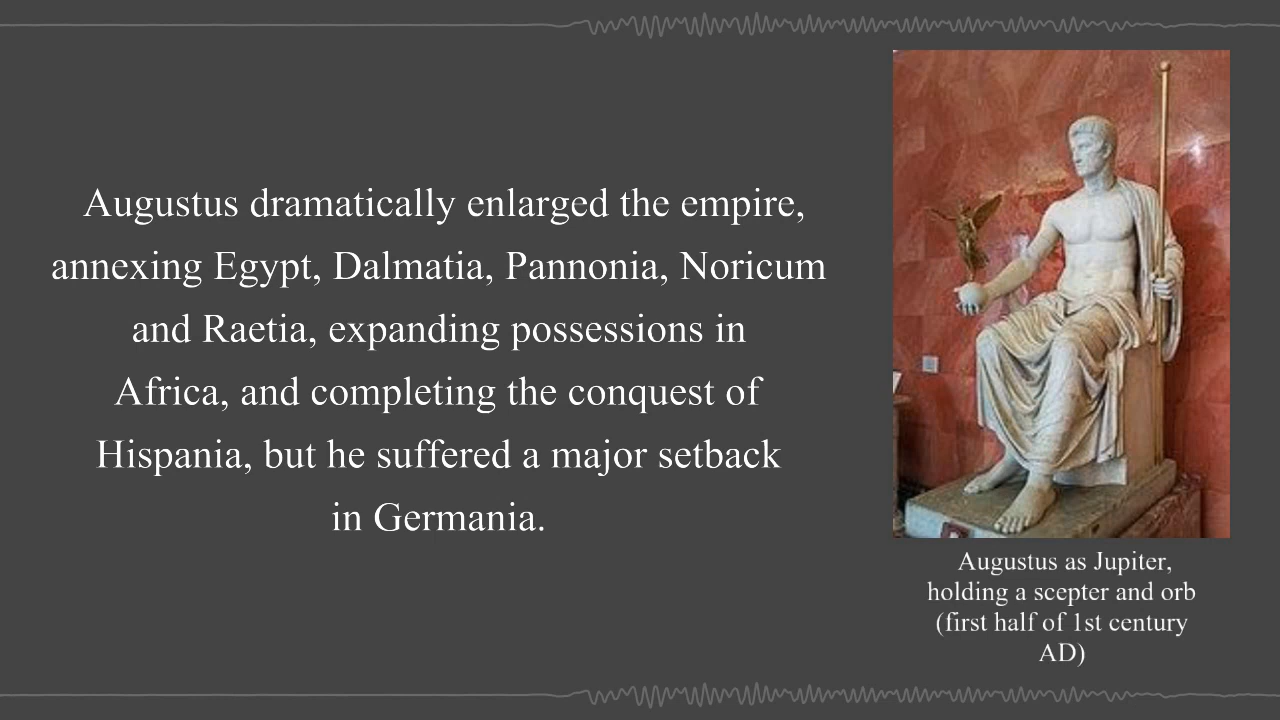 Augustus dramatically enlarged the empire,
annexing Egypt, Dalmatia, Pannonia, Noricum
and Raetia, expanding possessions in
Africa, and completing the conquest of
Hispania, but he suffered a major setback
in Germania.
Augustus as Jupiter,
holding a scepter and orb
(first half of 1st century
AD)